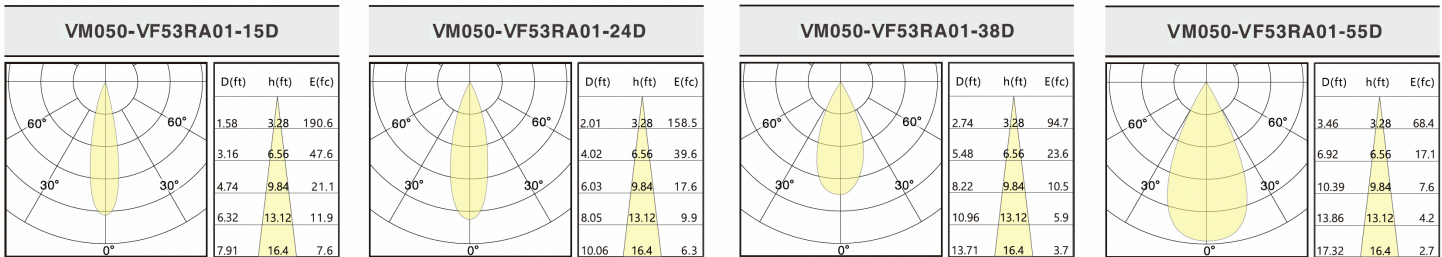 VM050-VF53RA01-15D
D(ft) h(ft) E(fc)
60° 60°
1.58 3.28 190.6
3.16 6.56 47.6
30° 30°
4.74 9.84 21.1
6.32 13.12 11.9
0°
7.91 16.4 7.6
VM050-VF53RA01-24D
D(ft) h(ft) E(fc)
60° 60°
2.01 3.28 158.5
4.02 6.56 39.6
30° 30°
6.03 9.84 17.6
8.05 13.12 9.9
0°
10.06 16.4 6.3
VM050-VF53RA01-38D
D(ft) h(ft) E(fc)
60° 60°
2.74 3.28 94.7
5.48 6.56 23.6
30° 30°
8.22 9.84 10.5
10.96 13.12 5.9
0°
13.71 16.4 3.7
VM050-VF53RA01-55D
D(ft) h(ft) E(fc)
60° 60°
3.46 3.28 68.4
6.92 6.56 17.1
30° 30°
10.39 9.84 7.6
13.86 13.12 4.2
0°
17.32 16.4 2.7